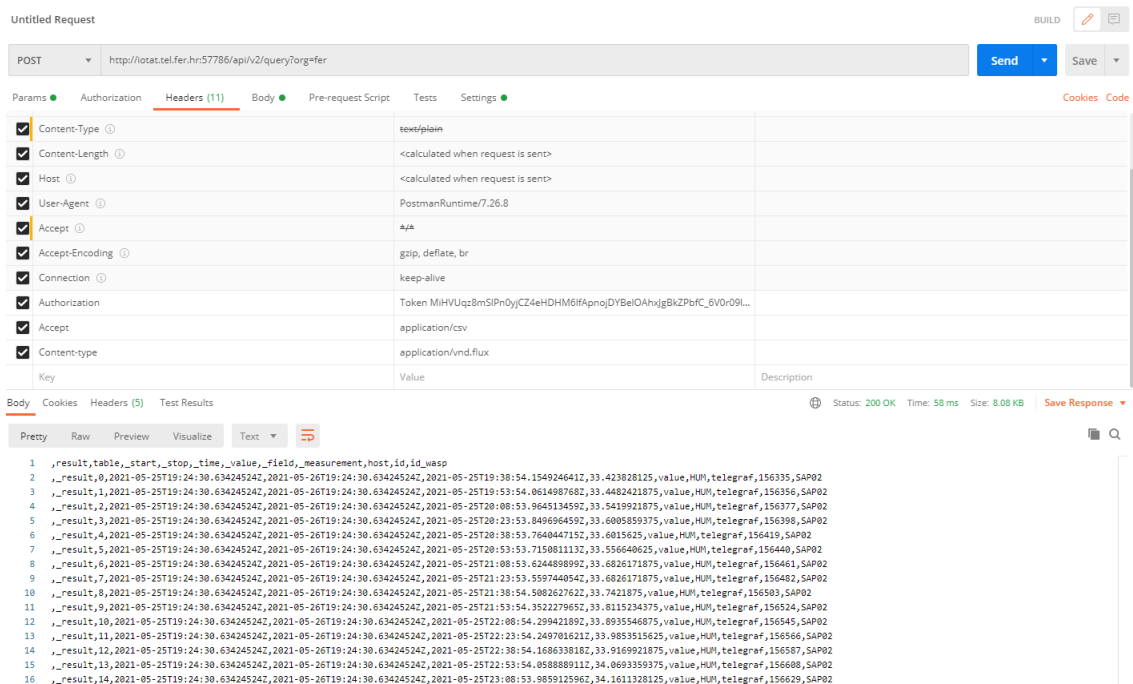 Untitled Request BUILD
POST http://iotat.tel.fer.hr:57786/api/v2/query?org=fer Send Save
Params Authorization Headers (11) Body Pre-request Script Tests Settings Cookies Code
Content-Type text/plain
Content-Length <calculated when request is sent>
Host <calculated when request is sent>
User-Agent PostmanRuntime/7.26.8
Accept */*
Accept-Encoding gzip, deflate, br
Connection keep-alive
Authorization Token
Accept application/csv
Content-type application/vnd.flux
Key Value Description
Body Cookies Headers (5) Test Results Status: 200 OK Time: 58 ms Size: 8.08 KB Save Response
Pretty Raw Preview Visualize Text
1 ,result,table,_start,_stop,_time,_value,_field,_measurement,host,id,id_wasp
2 ,_result,0,2021-05-25T19:24:30.63424524Z,2021-05-26T19:24:30.63424524Z,2021-05-25T19:38:54.154924641Z,33.423828125,value,HUM,telegraf,156335,SAP02
3 ,_result,1,2021-05-25T19:24:30.63424524Z,2021-05-26T19:24:30.63424524Z,2021-05-25T19:53:54.061498768Z,33.4482421875,value,HUM,telegraf,156356,SAP02
4 ,_result,2,2021-05-25T19:24:30.63424524Z,2021-05-26T19:24:30.63424524Z,2021-05-25T20:08:53.964513459Z,33.5419921875,value,HUM,telegraf,156377,SAP02
5 ,_result,3,2021-05-25T19:24:30.63424524Z,2021-05-26T19:24:30.63424524Z,2021-05-25T20:23:53.849696459Z,33.6005859375,value,HUM,telegraf,156398,SAP02
6 ,_result,4,2021-05-25T19:24:30.63424524Z,2021-05-26T19:24:30.63424524Z,2021-05-25T20:38:53.764044715Z,33.6015625,value,HUM,telegraf,156419,SAP02
7 ,_result,5,2021-05-25T19:24:30.63424524Z,2021-05-26T19:24:30.63424524Z,2021-05-25T20:53:53.715081113Z,33.556640625,value,HUM,telegraf,156440,SAP02
8 ,_result,6,2021-05-25T19:24:30.63424524Z,2021-05-26T19:24:30.63424524Z,2021-05-25T21:08:53.624489899Z,33.6826171875,value,HUM,telegraf,156461,SAP02
9 ,_result,7,2021-05-25T19:24:30.63424524Z,2021-05-26T19:24:30.63424524Z,2021-05-25T21:23:53.559744054Z,33.6826171875,value,HUM,telegraf,156482,SAP02
10 ,_result,8,2021-05-25T19:24:30.63424524Z,2021-05-26T19:24:30.63424524Z,2021-05-25T21:38:54.508262762Z,33.7421875,value,HUM,telegraf,156503,SAP02
11 ,_result,9,2021-05-25T19:24:30.63424524Z,2021-05-26T19:24:30.63424524Z,2021-05-25T21:53:54.352227965Z,33.8115234375,value,HUM,telegraf,156524,SAP02
12 ,_result,10,2021-05-25T19:24:30.63424524Z,2021-05-26T19:24:30.63424524Z,2021-05-25T22:08:54.29942189Z,33.8935546875,value,HUM,telegraf,156545,SAP02
13 ,_result,11,2021-05-25T19:24:30.63424524Z,2021-05-26T19:24:30.63424524Z,2021-05-25T22:23:54.249701621Z,33.9853515625,value,HUM,telegraf,156566,SAP02
14 ,_result,12,2021-05-25T19:24:30.63424524Z,2021-05-26T19:24:30.63424524Z,2021-05-25T22:38:54.168633818Z,33.9169921875,value,HUM,telegraf,156587,SAP02
15 ,_result,13,2021-05-25T19:24:30.63424524Z,2021-05-26T19:24:30.63424524Z,2021-05-25T22:53:54.058888911Z,34.0693359375,value,HUM,telegraf,156608,SAP02
16 ,_result,14,2021-05-25T19:24:30.63424524Z,2021-05-26T19:24:30.63424524Z,2021-05-25T23:08:53.985912596Z,34.1611328125,value,HUM,telegraf,156629,SAP02